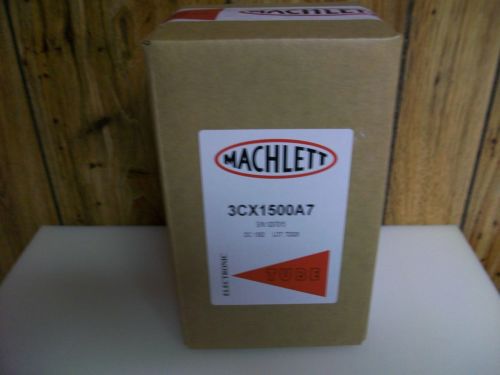 MACHLETT
MACHLETT
3CX1500A7
ELECTRONIC
TUBE